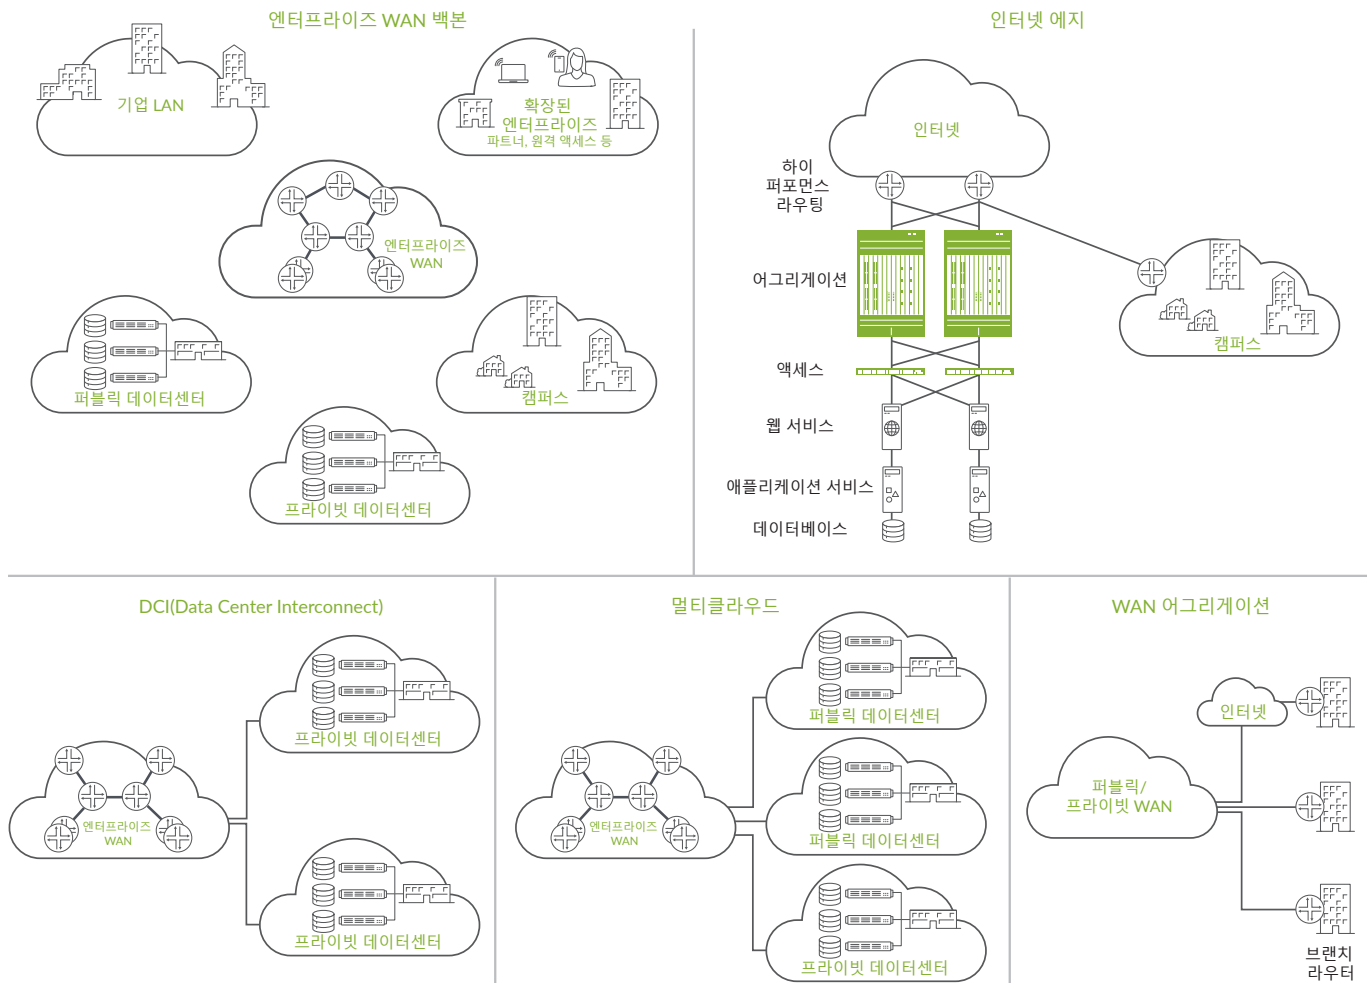 엔터프라이즈 WAN 백본
기업 LAN
확장된
엔터프라이즈
파트너, 원격 액세스 등
엔터프라이즈
WAN
퍼블릭 데이터센터
캠퍼스
프라이빗 데이터센터
인터넷 에지
인터넷
하이
퍼포먼스
라우팅
어그리게이션
캠퍼스
액세스
웹 서비스
애플리케이션 서비스
데이터베이스
DCI(Data Center Interconnect)
프라이빗 데이터센터
엔터프라이즈
WAN
프라이빗 데이터센터
멀티클라우드
퍼블릭 데이터센터
엔터프라이즈
WAN
퍼블릭 데이터센터
프라이빗 데이터센터
WAN 어그리게이션
인터넷
퍼블릭/
프라이빗 WAN
브랜치
라우터